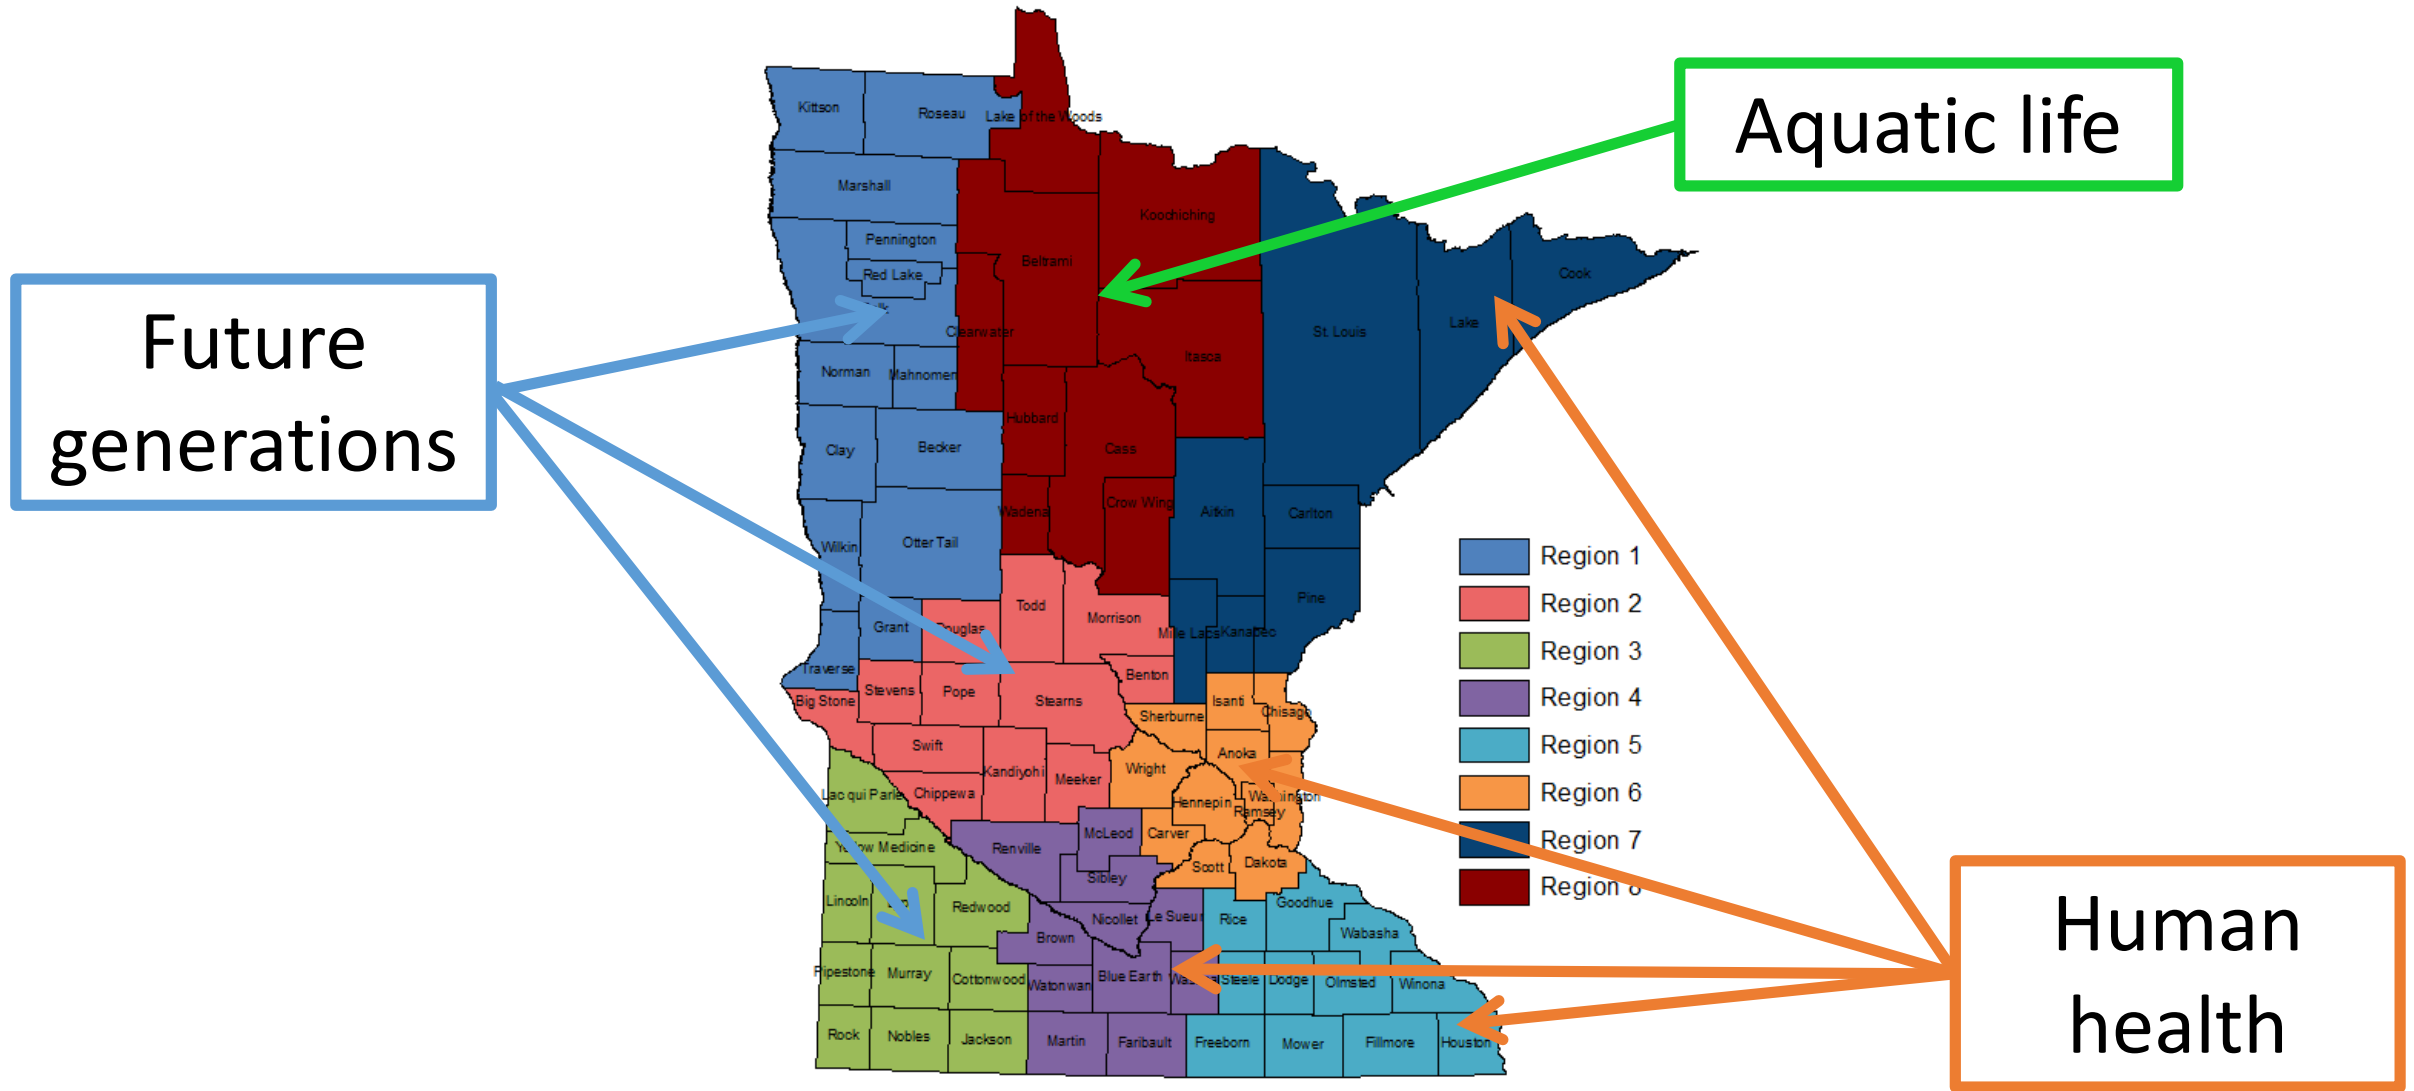 Aquatic life
Future
generations
Human
health
Kittson
Roseau
Lake of the Woods
Marshall
Koochiching
Pennington
Beltrami
Red Lake
Cook
Clearwater
St. Louis
Lake
Itasca
Norman
Mahnomen
Hubbard
Clay
Becker
Cass
Crow Wing
Wadena
Aitkin
Carlton
Wilkin
Otter Tail
Todd
Morrison
Pine
Grant
Douglas
Mille Lacs
Kanabec
Traverse
Benton
Stevens
Pope
Stearns
Big Stone
Isanti
Sherburne
Chisago
Swift
Anoka
Kandiyohi
Meeker
Wright
Chippewa
Lac qui Parle
Hennepin
Washington
Ramsey
McLeod
Carver
Renville
Yellow Medicine
Scott
Dakota
Sibley
Lincoln
Redwood
Nicollet
Le Sueur
Rice
Goodhue
Wabasha
Brown
Pipestone
Murray
Cottonwood
Watonwan
Blue Earth
Steele
Dodge
Olmsted
Winona
Rock
Nobles
Jackson
Martin
Faribault
Freeborn
Mower
Fillmore
Houston
Region 1
Region 2
Region 3
Region 4
Region 5
Region 6
Region 7
Region 8